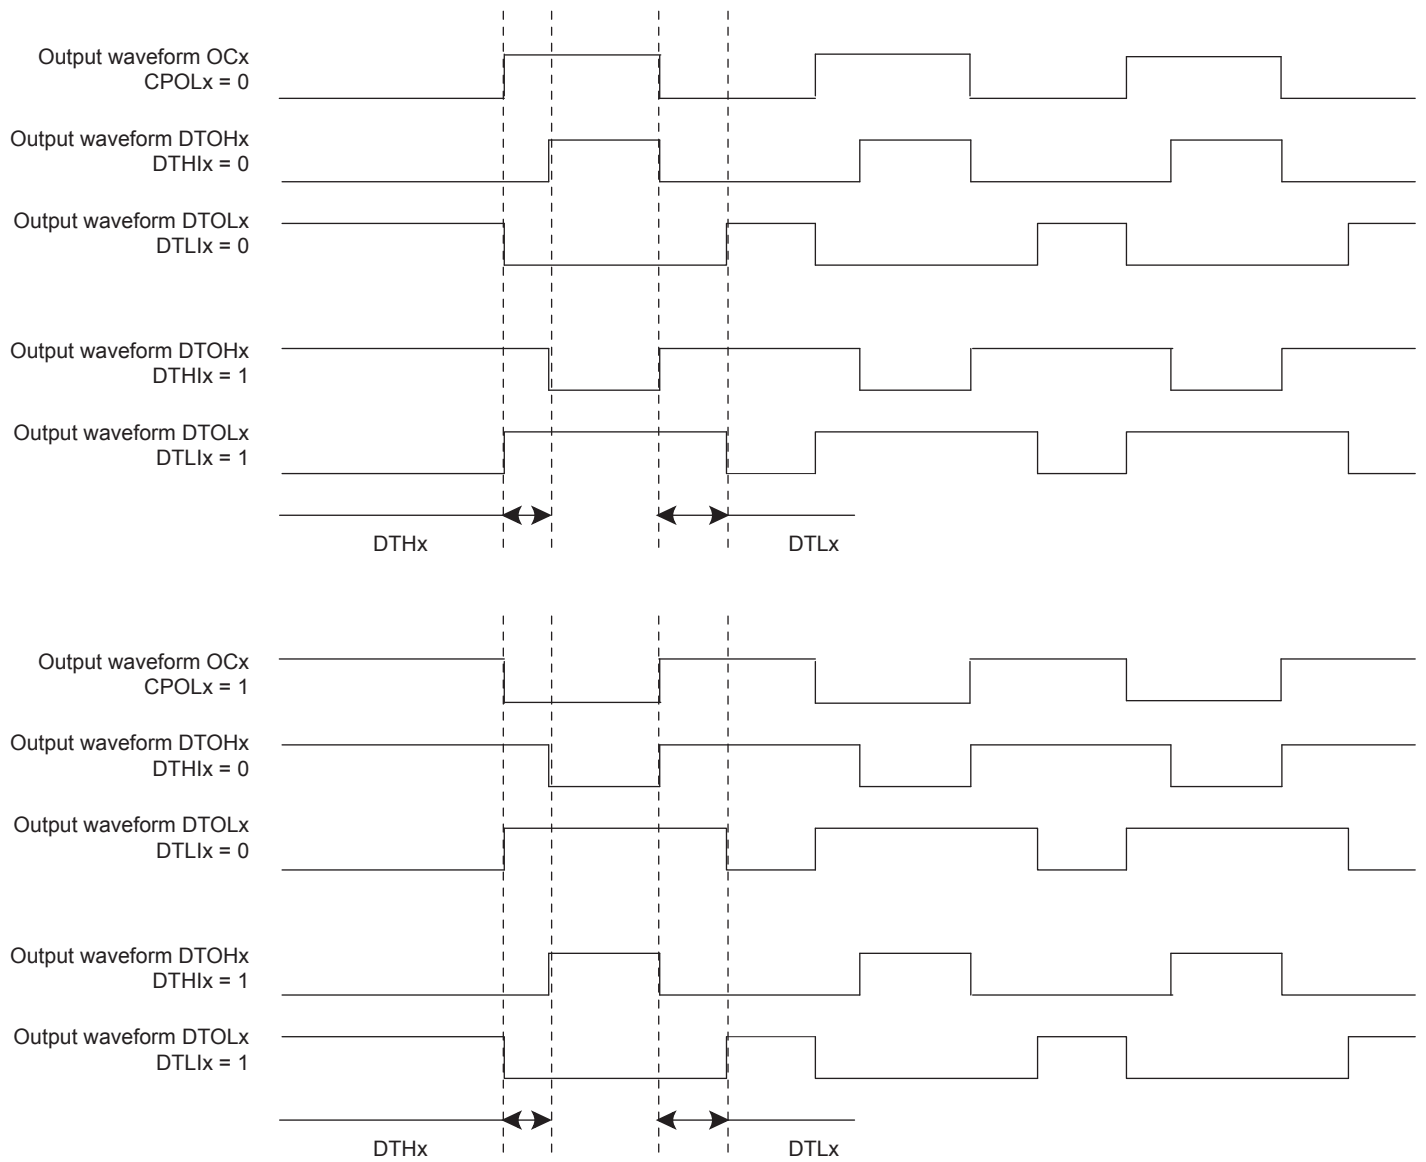 Output waveform OCx
CPOLx = 0
Output waveform DTOHx
DTHIx = 0
Output waveform DTOLx
DTLIx = 0
Output waveform DTOHx
DTHIx = 1
Output waveform DTOLx
DTLIx = 1
DTHx
DTLx
Output waveform OCx
CPOLx = 1
Output waveform DTOHx
DTHIx = 0
Output waveform DTOLx
DTLIx = 0
Output waveform DTOHx
DTHIx = 1
Output waveform DTOLx
DTLIx = 1
DTHx
DTLx